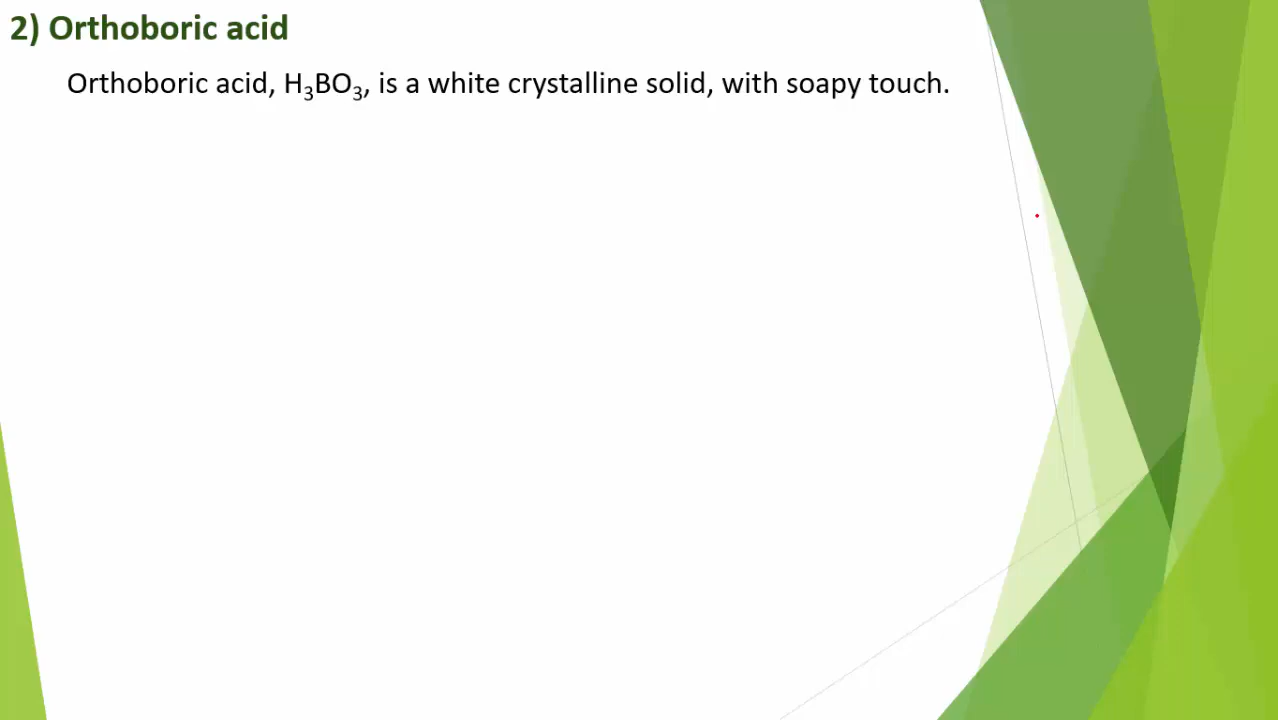 2) Orthoboric acid
Orthoboric acid, H₃BO₃, is a white crystalline solid, with soapy touch.